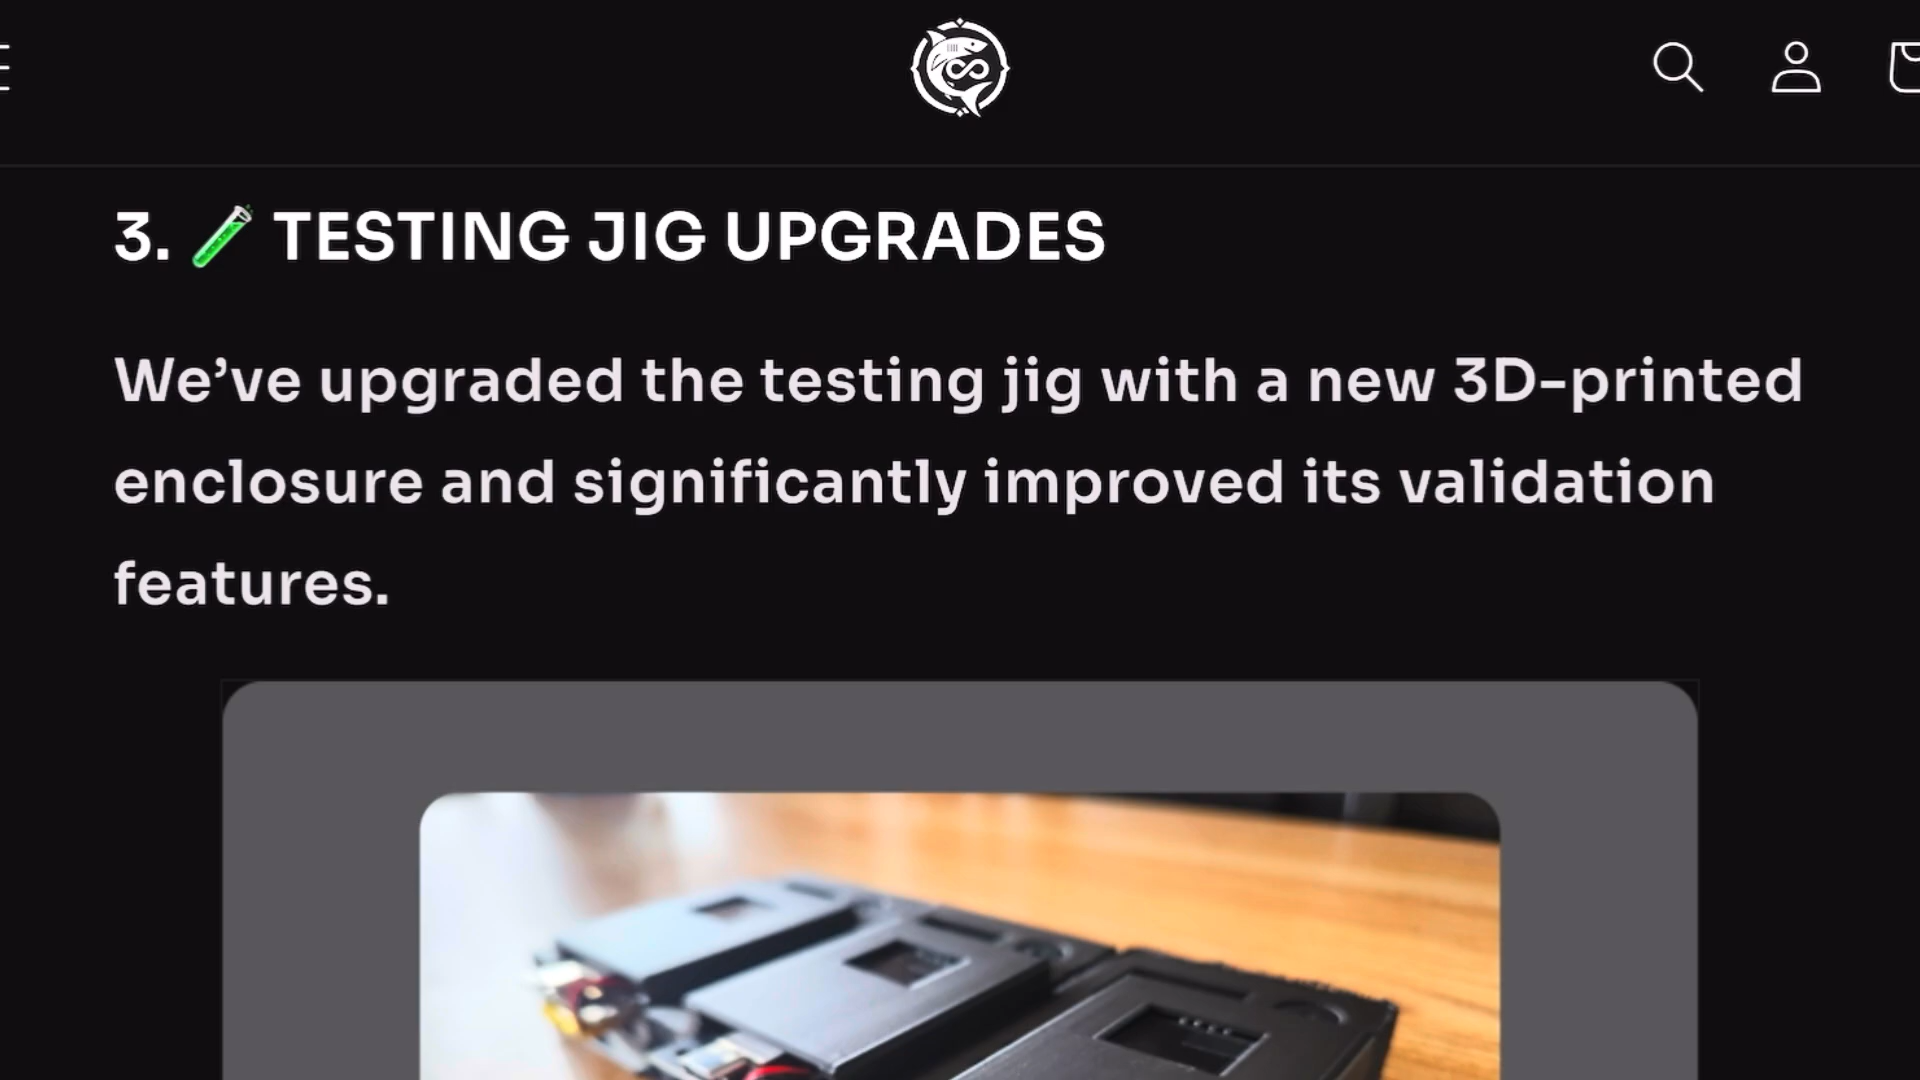 3. 🧪 TESTING JIG UPGRADES
We’ve upgraded the testing jig with a new 3D-printed
enclosure and significantly improved its validation
features.